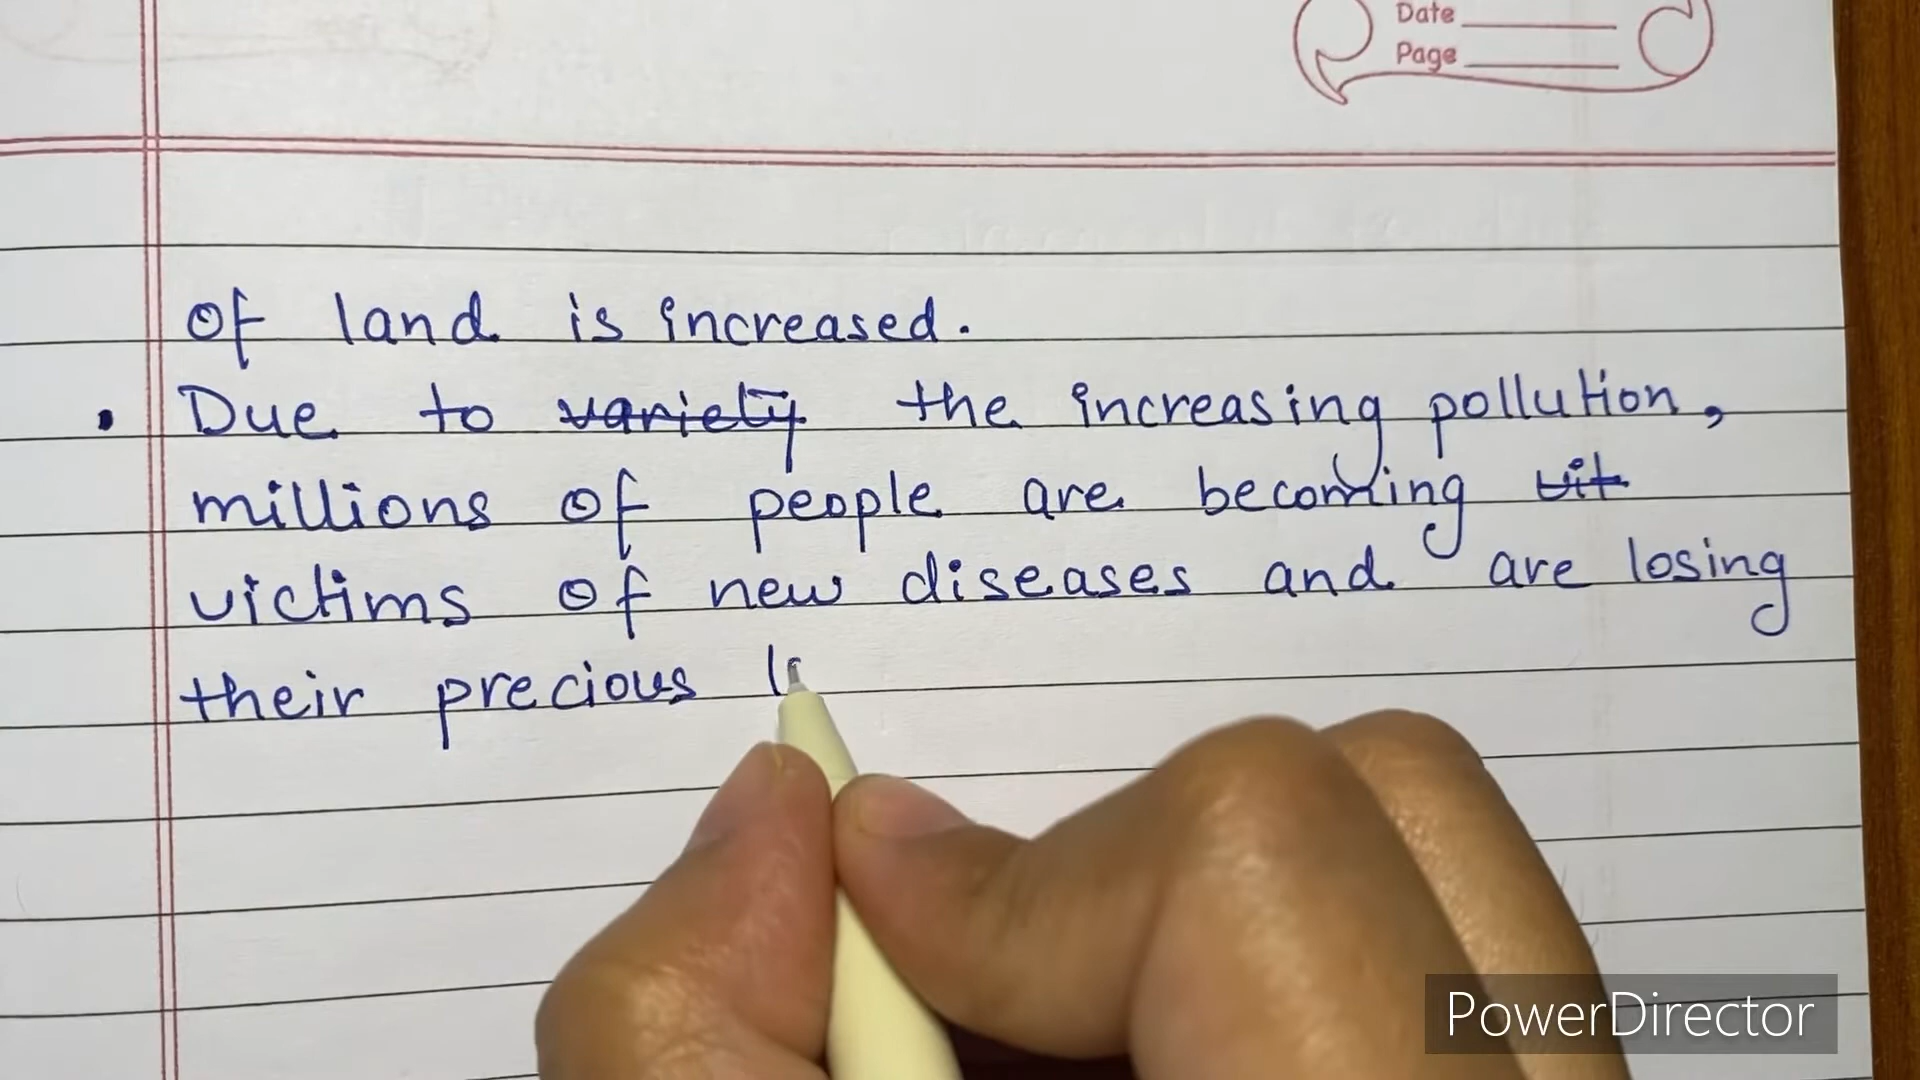 Date
Page
of land is increased.
• Due to variety the increasing pollution,
millions of people are becoming vit
victims of new diseases and are losing
their precious l
PowerDirector